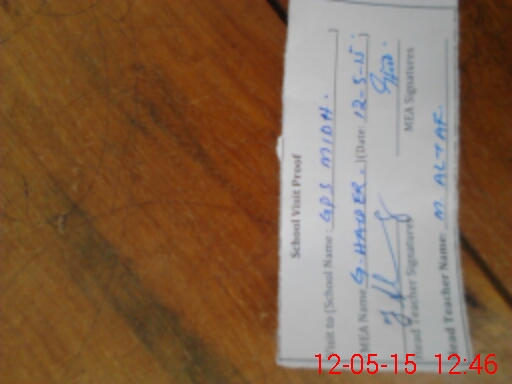 School Visit Proof
Visit to (School Name: GPS MIDH. )
MEA Name G. HAIDER. )(Date: 12-5-15 )
MEA Signatures
Head Teacher Signatures
Head Teacher Name: M ALTAF.
12-05-15 12:46